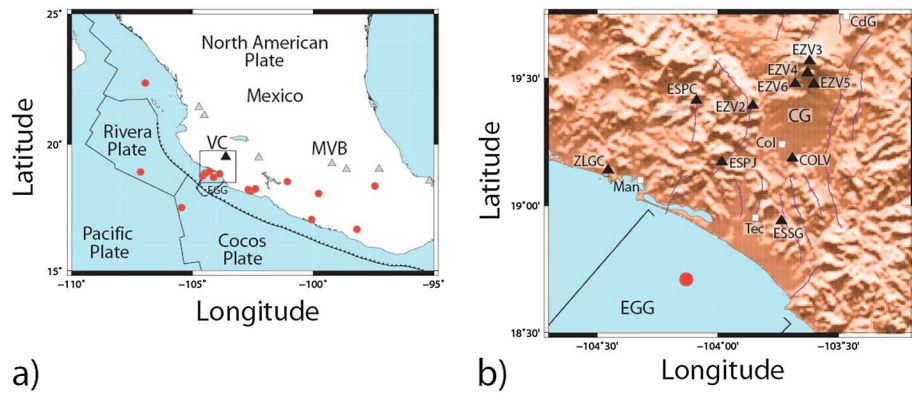 North American
Plate
Mexico
Rivera
Plate
VC
MVB
EGG
Pacific
Plate
Cocos
Plate
25°
20°
15°
−110°
−105°
−100°
−95°
Latitude
Longitude
a)
CdG
EZV3
EZV4
EZV6
EZV5
ESPC
EZV2
CG
Col
COLV
ESPJ
ZLGC
Man
Tec
ESSG
EGG
19°30'
19°00'
18°30'
−104°30'
−104°00'
−103°30'
Latitude
Longitude
b)